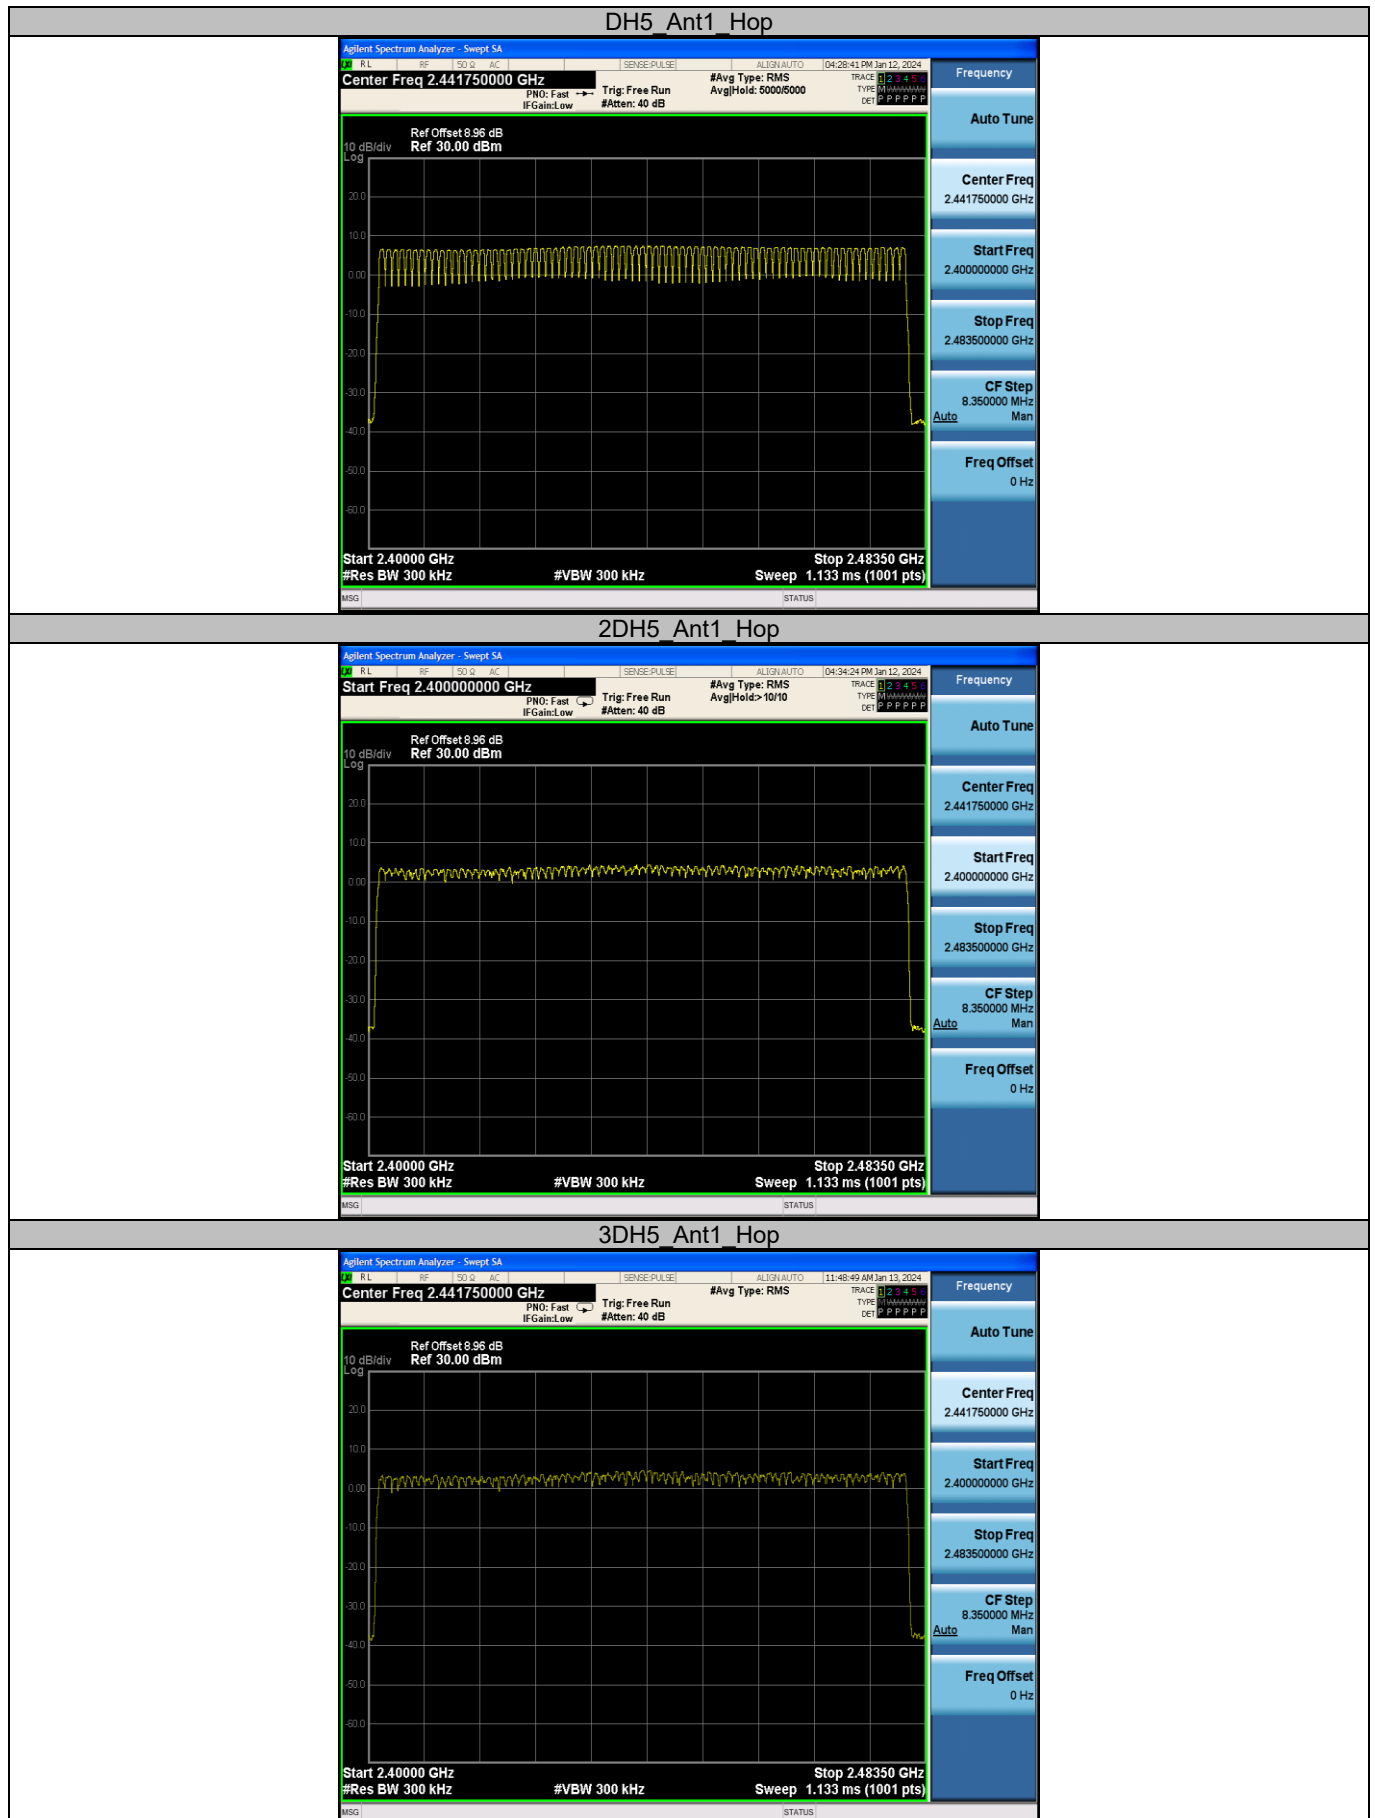 DH5_Ant1_Hop
Agilent Spectrum Analyzer - Swept SA
RL RF 50 Ω AC SENSE:PULSE ALIGN AUTO 04:28:41 PM Jan 12, 2024
Center Freq 2.441750000 GHz
PNO: Fast
IFGain:Low
Trig: Free Run
#Atten: 40 dB
#Avg Type: RMS
Avg|Hold: 5000/5000
TRACE 1 2 3 4 5 6
TYPE M
DET P P P P P P
Frequency
Auto Tune
Center Freq
2.441750000 GHz
Start Freq
2.400000000 GHz
Stop Freq
2.483500000 GHz
CF Step
8.350000 MHz
Auto Man
Freq Offset
0 Hz
Ref Offset 8.96 dB
10 dB/div Ref 30.00 dBm
Log
20.0
10.0
0.00
-10.0
-20.0
-30.0
-40.0
-50.0
-60.0
Start 2.40000 GHz Stop 2.48350 GHz
#Res BW 300 kHz #VBW 300 kHz Sweep 1.133 ms (1001 pts)
MSG STATUS
2DH5_Ant1_Hop
Agilent Spectrum Analyzer - Swept SA
RL RF 50 Ω AC SENSE:PULSE ALIGN AUTO 04:34:24 PM Jan 12, 2024
Start Freq 2.400000000 GHz
PNO: Fast
IFGain:Low
Trig: Free Run
#Atten: 40 dB
#Avg Type: RMS
Avg|Hold:>10/10
TRACE 1 2 3 4 5 6
TYPE M
DET P P P P P P
Frequency
Auto Tune
Center Freq
2.441750000 GHz
Start Freq
2.400000000 GHz
Stop Freq
2.483500000 GHz
CF Step
8.350000 MHz
Auto Man
Freq Offset
0 Hz
Ref Offset 8.96 dB
10 dB/div Ref 30.00 dBm
Log
20.0
10.0
0.00
-10.0
-20.0
-30.0
-40.0
-50.0
-60.0
Start 2.40000 GHz Stop 2.48350 GHz
#Res BW 300 kHz #VBW 300 kHz Sweep 1.133 ms (1001 pts)
MSG STATUS
3DH5_Ant1_Hop
Agilent Spectrum Analyzer - Swept SA
RL RF 50 Ω AC SENSE:PULSE ALIGN AUTO 11:48:49 AM Jan 13, 2024
Center Freq 2.441750000 GHz
PNO: Fast
IFGain:Low
Trig: Free Run
#Atten: 40 dB
#Avg Type: RMS
TRACE 1 2 3 4 5 6
TYPE M
DET P P P P P P
Frequency
Auto Tune
Center Freq
2.441750000 GHz
Start Freq
2.400000000 GHz
Stop Freq
2.483500000 GHz
CF Step
8.350000 MHz
Auto Man
Freq Offset
0 Hz
Ref Offset 8.96 dB
10 dB/div Ref 30.00 dBm
Log
20.0
10.0
0.00
-10.0
-20.0
-30.0
-40.0
-50.0
-60.0
Start 2.40000 GHz Stop 2.48350 GHz
#Res BW 300 kHz #VBW 300 kHz Sweep 1.133 ms (1001 pts)
MSG STATUS